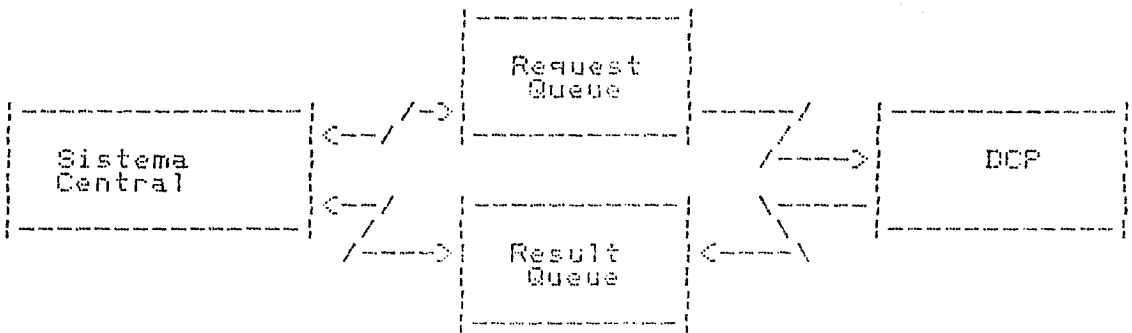 Request
Queue
Sistema
Central
DCP
Result
Queue